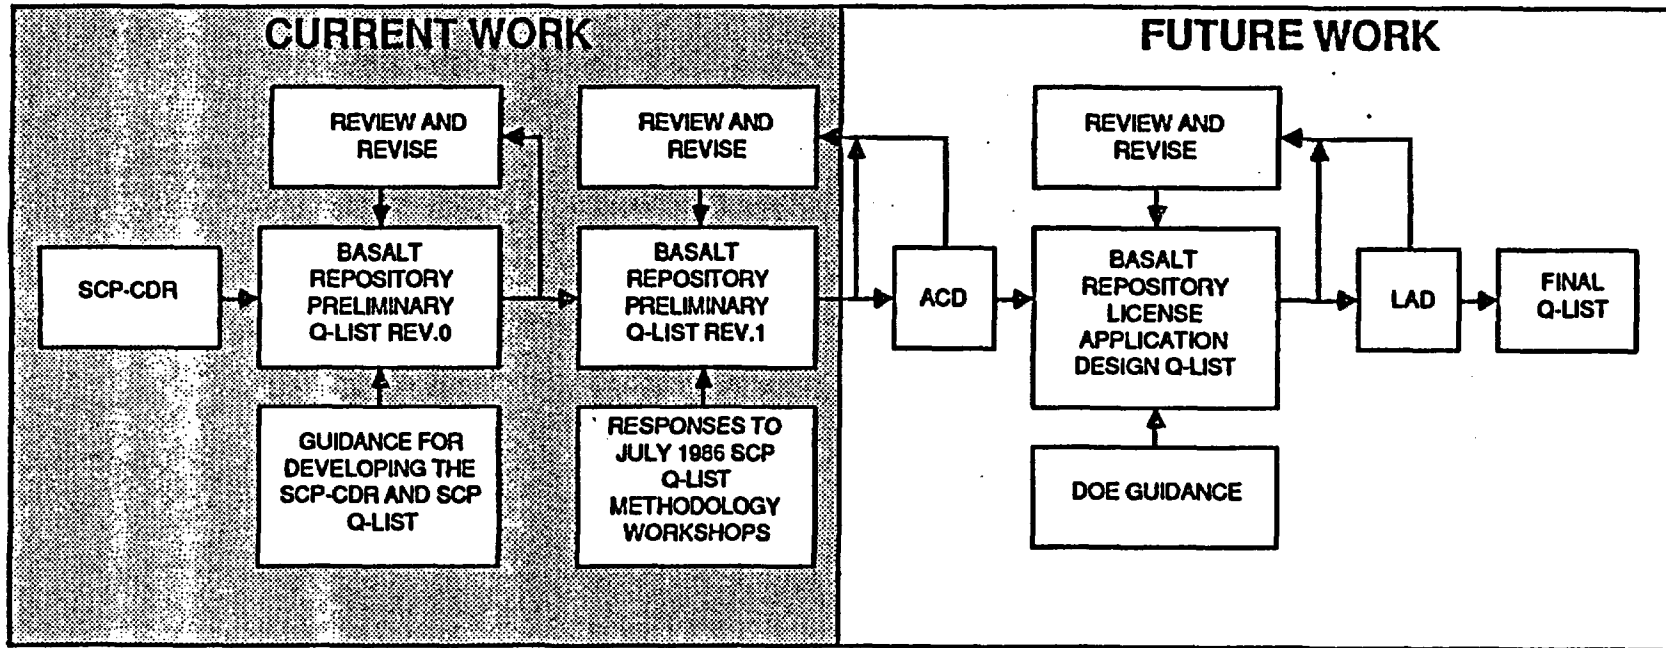 CURRENT WORK
FUTURE WORK
REVIEW AND
REVISE
REVIEW AND
REVISE
REVIEW AND
REVISE
SCP-CDR
BASALT
REPOSITORY
PRELIMINARY
Q-LIST REV.0
BASALT
REPOSITORY
PRELIMINARY
Q-LIST REV.1
ACD
BASALT
REPOSITORY
LICENSE
APPLICATION
DESIGN Q-LIST
LAD
FINAL
Q-LIST
GUIDANCE FOR
DEVELOPING THE
SCP-CDR AND SCP
Q-LIST
RESPONSES TO
JULY 1986 SCP
Q-LIST
METHODOLOGY
WORKSHOPS
DOE GUIDANCE